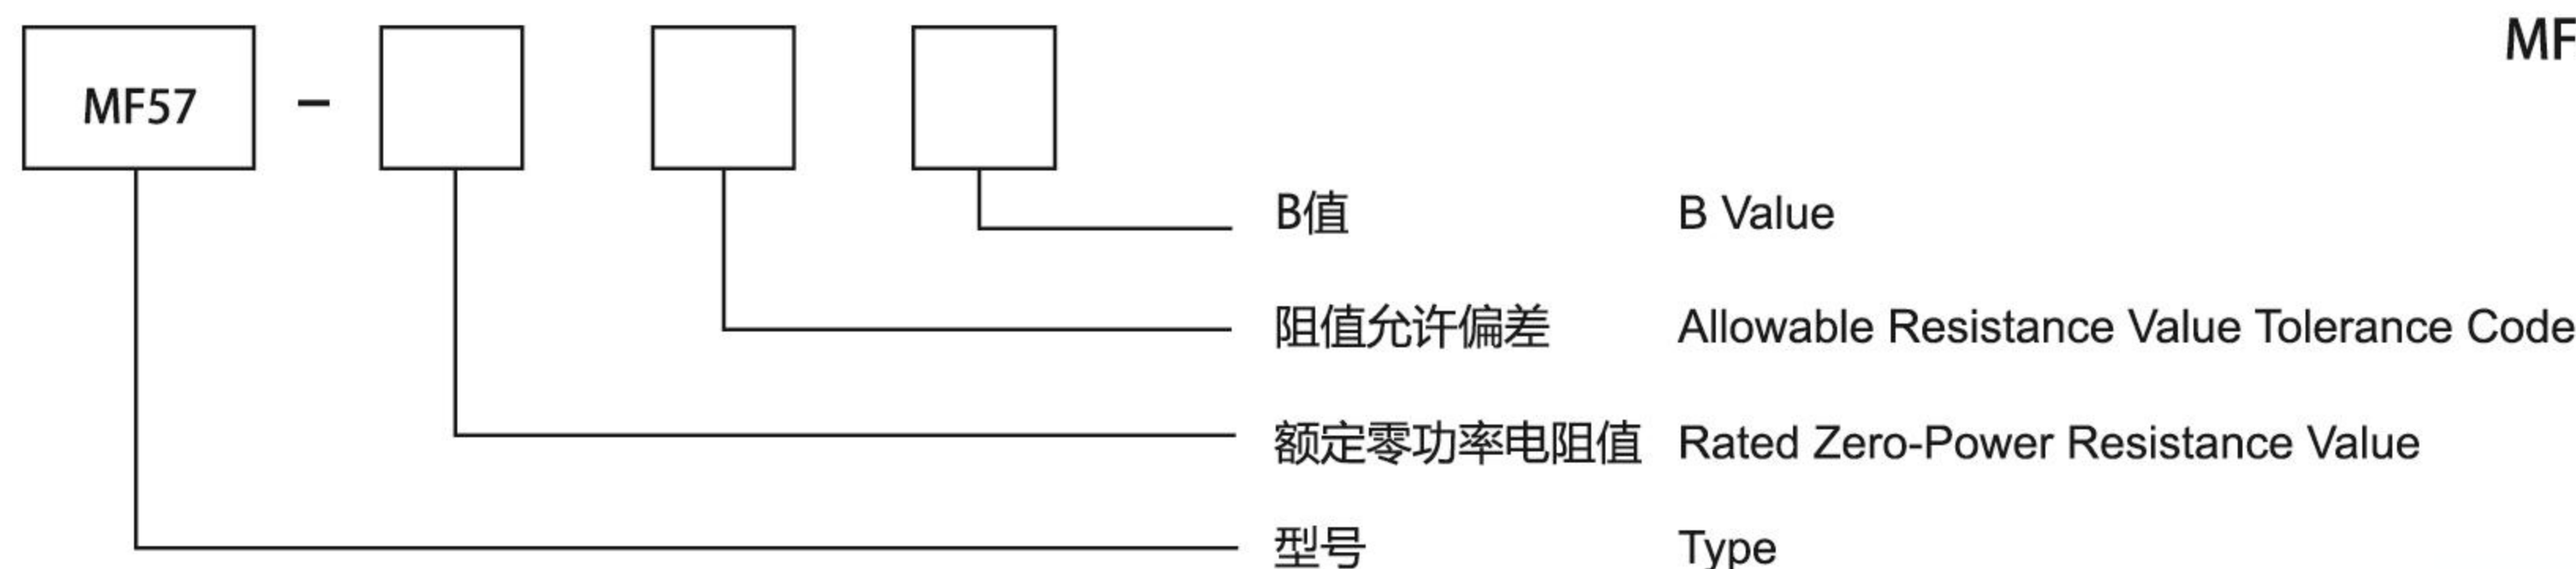 MF
MF57 –
B值 B Value
阻值允许偏差 Allowable Resistance Value Tolerance Code
额定零功率电阻值 Rated Zero-Power Resistance Value
型号 Type